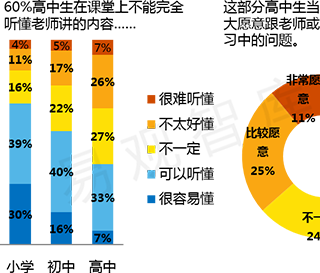 60%高中生在课堂上不能完全
听懂老师讲的内容……
4%
5%
7%
11%
17%
26%
16%
22%
27%
39%
40%
33%
30%
16%
7%
小学
初中
高中
很难听懂
不太好懂
不一定
可以听懂
很容易懂
这部分高中生当
大愿意跟老师或
习中的问题。
非常愿
意
11%
比较愿
意
25%
不一
24
易观智库